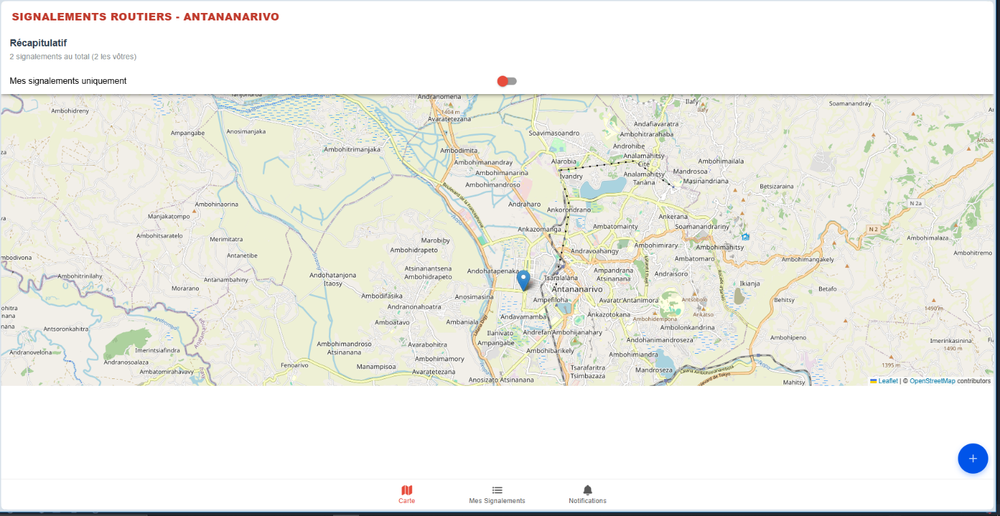 SIGNALEMENTS ROUTIERS - ANTANANARIVO
Récapitulatif
2 signalements au total (2 les vôtres)
Mes signalements uniquement
Andranomena
1404 m
Avaratetezana
Ilafy
Ilafy
Soamanandray
Ambohidreny
Ampangabe
Anosimanjaka
Ambohitrimanjaka
Ambodimita
Soavimasoandro
Andafiavaratra
Ambohitrarahaba
Androhibe
Ambohimanandray
Alarobia
Analamahitsy
Cité
Ambohimailala
Ambohimanarina
Ivandry
Analamahitsy
Tanàna
Mandrosoa
Masinandriana
Ambohimandroso
Betsizaraina
Boulevard de la Francophonie
Ambohinaorina
Andraharo
Ankorondrano
N 2a
Manjakatompo
Ankerana
Ambohitsaratelo
Ankazomanga
Ambatomainty
Soamanandrariny
N 2
Merimitatra
Marobiby
Ambohimirary
Ambohimahitsy
Ambohimalaza
Antanetibe
Ambohidrapeto
Andravoahangy
Ambatomaro
Ambohimangakely
Ambohitremo
mbodivona
Atsinanantsena
Ambohidrapeto
Andohatapenaka
Ampandrana
Atsinanana
Andraisoro
Ambohitrinilahy
Antanambahiny
Andohatanjona
Itaosy
Tsaralalana
Ikianja
Morarano
Antananarivo
Betafo
Ambodifasika
Anosimasina
Ampefiloha
Avaratr'Antanimora
Antsobolo
Behitsy
Andranonahoatra
1490 m
Andavamamba
Ankazotokana
Ambohidempona
Ankatso
Amboatavo
Ambaniala
Antsoronkahitra
Andromba
Ilanivato
Andrefan'Ambohijanahary
Ambolonkandrina
Ampangabe
Ambohipeno
Ambohimandroso
Atsinanana
Avarabohitra
Andohanimandroseza
Imerinkasinina
1490 m
Imerintsiafindra
Ambohibarikely
Ambohimiandra
Andranovelona
Andranosoalaza
Ambohimamory
Fenoarivo
Manampisoa
Tsarafaritra
Tsimbazaza
Mandroseza
1395 m
Ambatomirahavavy
Avaratetezana
Anosizato Atsinanana
Mahitsy
Leaflet | © OpenStreetMap contributors
+
Carte
Mes Signalements
Notifications